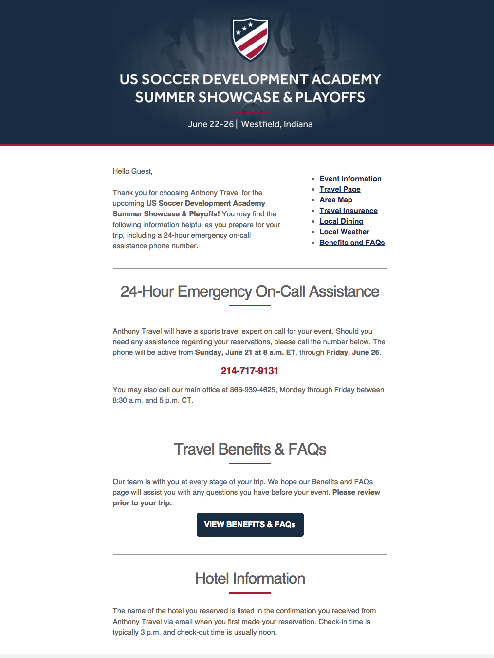 US SOCCER DEVELOPMENT ACADEMY
SUMMER SHOWCASE & PLAYOFFS
June 22-26 | Westfield, Indiana
Hello Guest,
Thank you for choosing Anthony Travel for the
upcoming US Soccer Development Academy
Summer Showcase & Playoffs! You may find the
following information helpful as you prepare for your
trip, including a 24-hour emergency on-call
assistance phone number.
• Event Information
• Travel Page
• Area Map
• Travel Insurance
• Local Dining
• Local Weather
• Benefits and FAQs
24-Hour Emergency On-Call Assistance
Anthony Travel will have a sports travel expert on call for your event. Should you
need any assistance regarding your reservations, please call the number below. The
phone will be active from Sunday, June 21 at 8 a.m. ET, through Friday, June 26.
214-717-9131
You may also call our main office at 866-939-4625, Monday through Friday between
8:30 a.m. and 5 p.m. CT.
Travel Benefits & FAQs
Our team is with you at every stage of your trip. We hope our Benefits and FAQs
page will assist you with any questions you have before your event. Please review
prior to your trip.
VIEW BENEFITS & FAQs
Hotel Information
The name of the hotel you reserved is listed in the confirmation you received from
Anthony Travel via email when you first made your reservation. Check-in time is
typically 3 p.m. and check-out time is usually noon.